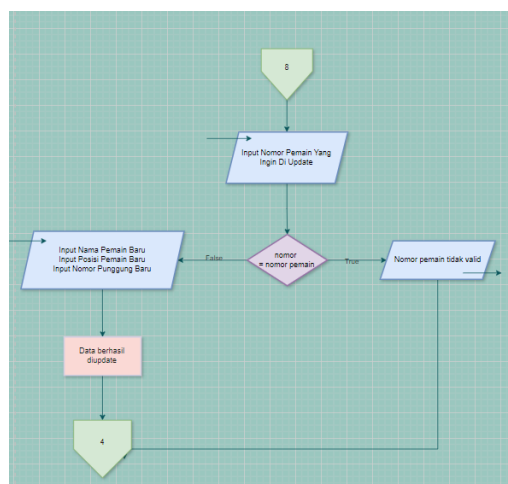 8
Input Nomor Pemain Yang
Ingin Di Update
Input Nama Pemain Baru
Input Posisi Pemain Baru
Input Nomor Punggung Baru
False
nomor
= nomor pemain
True
Nomor pemain tidak valid
Data berhasil
diupdate
4